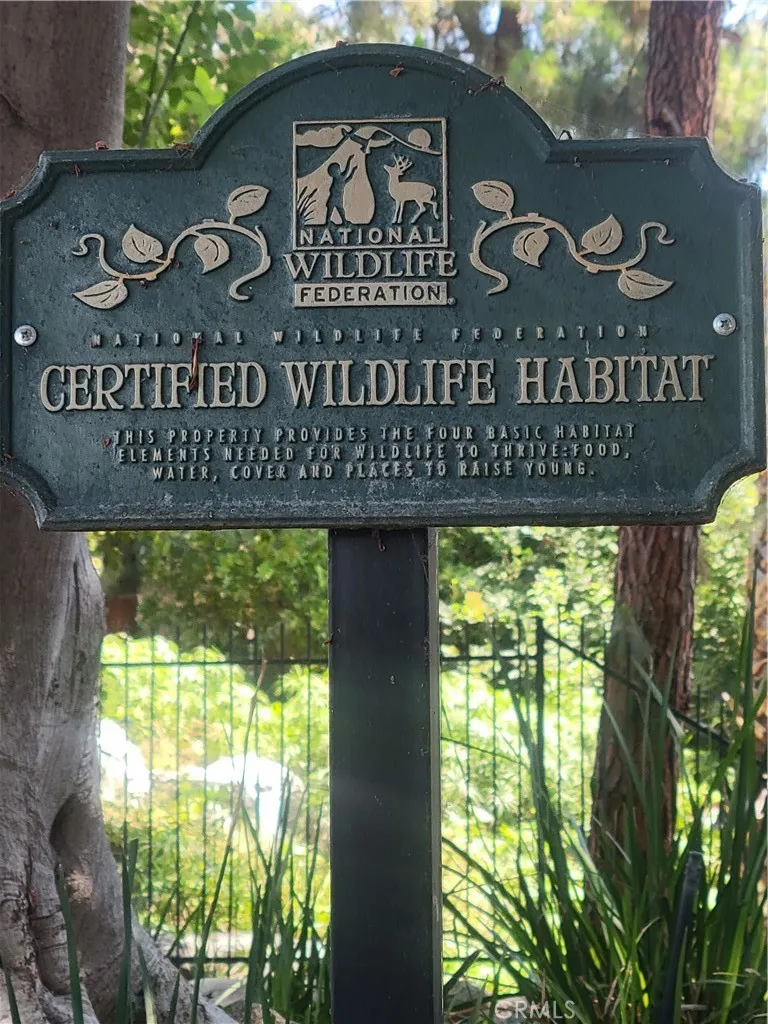 NATIONAL
WILDLIFE
FEDERATION
NATIONAL WILDLIFE FEDERATION
CERTIFIED WILDLIFE HABITAT
THIS PROPERTY PROVIDES THE FOUR BASIC HABITAT
ELEMENTS NEEDED FOR WILDLIFE TO THRIVE:FOOD,
WATER, COVER AND PLACES TO RAISE YOUNG.
CRMLS